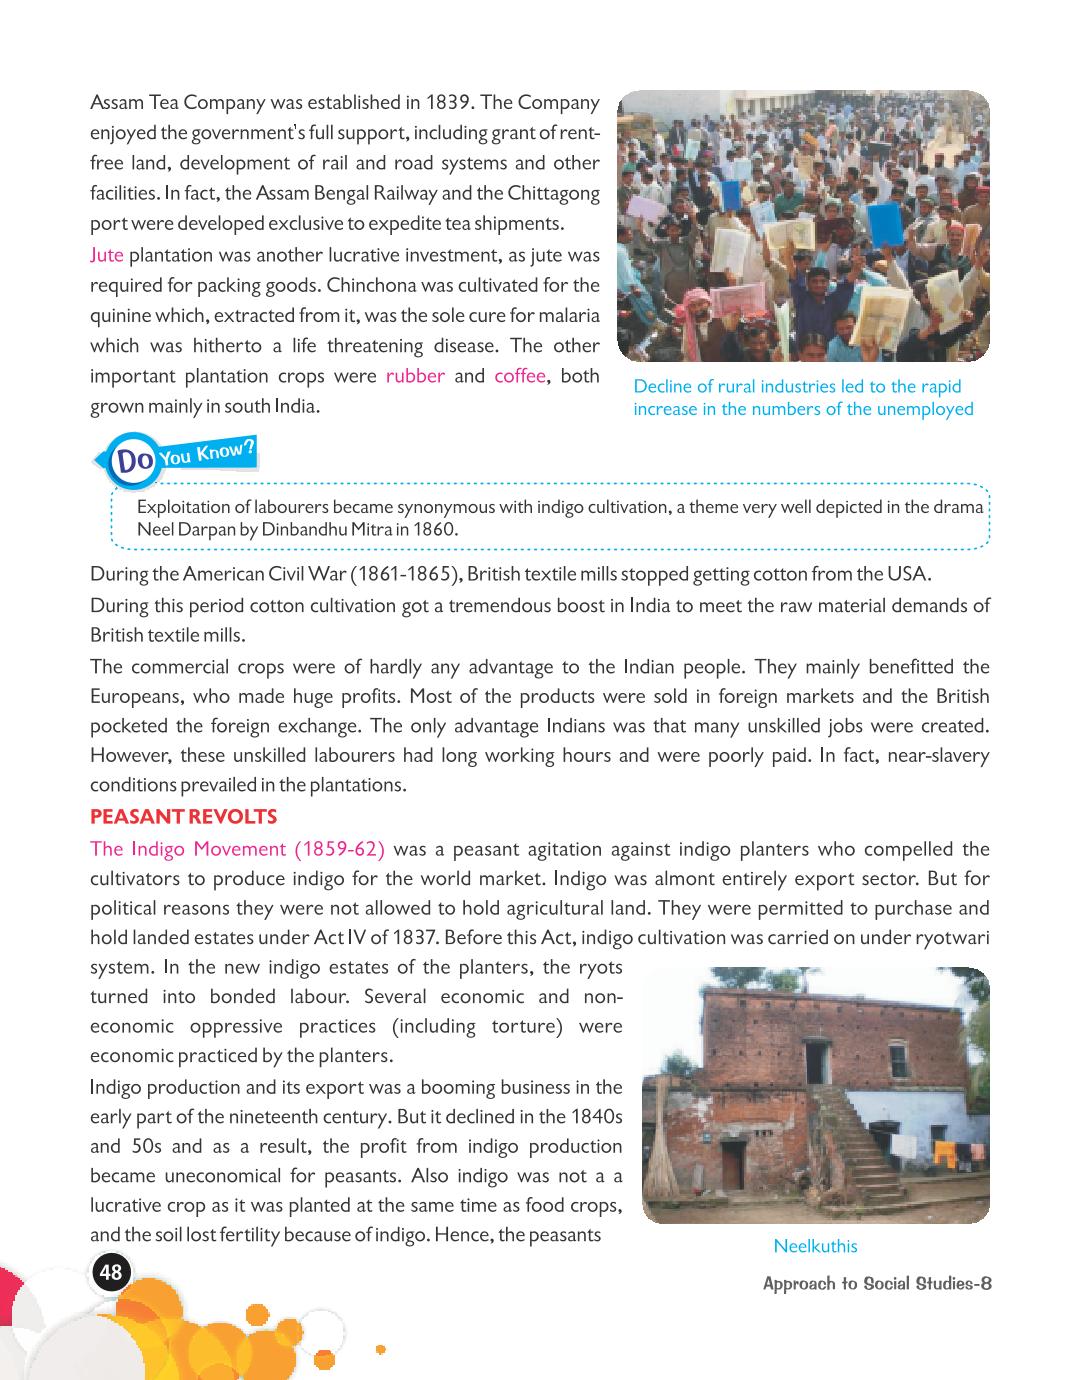 Assam Tea Company was established in 1839. The Company
enjoyed the government's full support, including grant of rent-
free land, development of rail and road systems and other
facilities. In fact, the Assam Bengal Railway and the Chittagong
port were developed exclusive to expedite tea shipments.
Jute plantation was another lucrative investment, as jute was
required for packing goods. Chinchona was cultivated for the
quinine which, extracted from it, was the sole cure for malaria
which was hitherto a life threatening disease. The other
important plantation crops were rubber and coffee, both
grown mainly in south India.
Decline of rural industries led to the rapid
increase in the numbers of the unemployed
Do You Know?
Exploitation of labourers became synonymous with indigo cultivation, a theme very well depicted in the drama
Neel Darpan by Dinbandhu Mitra in 1860.
During the American Civil War (1861-1865), British textile mills stopped getting cotton from the USA.
During this period cotton cultivation got a tremendous boost in India to meet the raw material demands of
British textile mills.
The commercial crops were of hardly any advantage to the Indian people. They mainly benefitted the
Europeans, who made huge profits. Most of the products were sold in foreign markets and the British
pocketed the foreign exchange. The only advantage Indians was that many unskilled jobs were created.
However, these unskilled labourers had long working hours and were poorly paid. In fact, near-slavery
conditions prevailed in the plantations.
PEASANT REVOLTS
The Indigo Movement (1859-62) was a peasant agitation against indigo planters who compelled the
cultivators to produce indigo for the world market. Indigo was almont entirely export sector. But for
political reasons they were not allowed to hold agricultural land. They were permitted to purchase and
hold landed estates under Act IV of 1837. Before this Act, indigo cultivation was carried on under ryotwari
system. In the new indigo estates of the planters, the ryots
turned into bonded labour. Several economic and non-
economic oppressive practices (including torture) were
economic practiced by the planters.
Indigo production and its export was a booming business in the
early part of the nineteenth century. But it declined in the 1840s
and 50s and as a result, the profit from indigo production
became uneconomical for peasants. Also indigo was not a a
lucrative crop as it was planted at the same time as food crops,
and the soil lost fertility because of indigo. Hence, the peasants
Neelkuthis
48
Approach to Social Studies-8